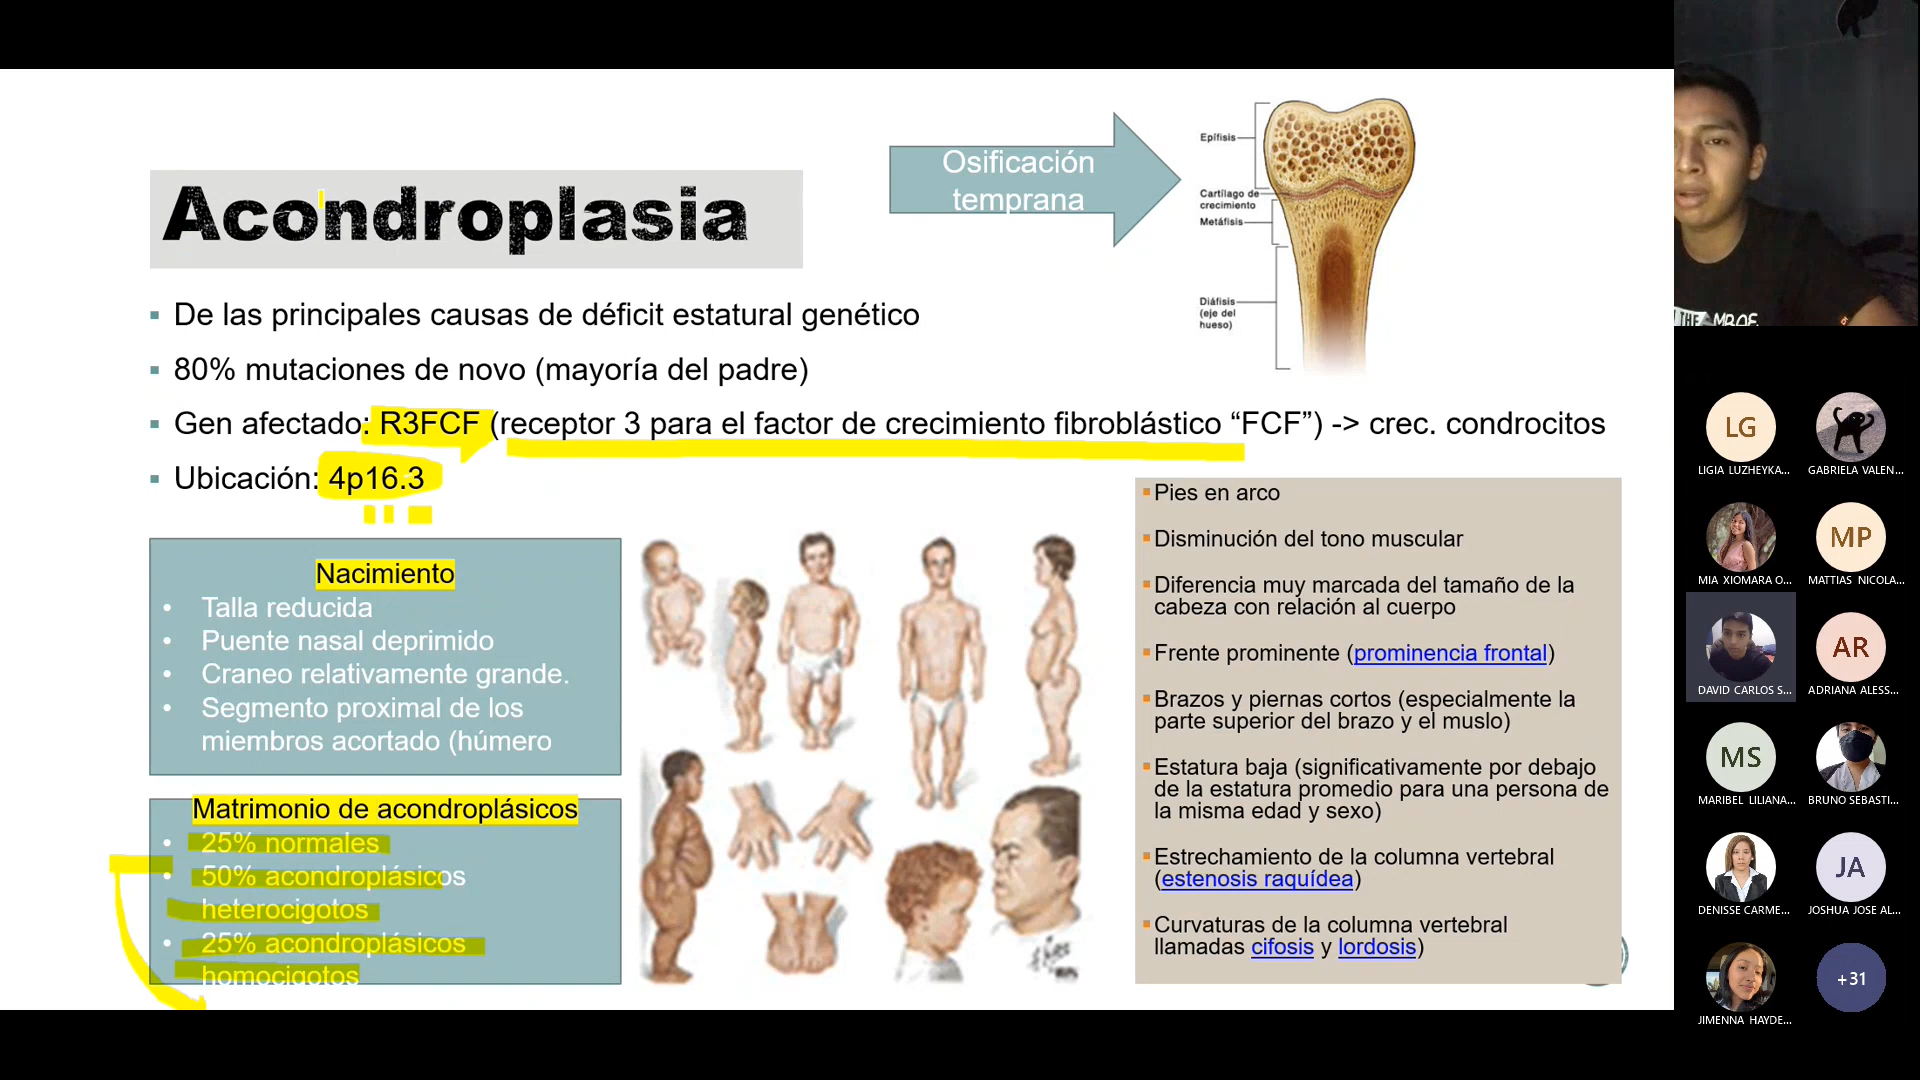 Acondroplasia
Osificación
temprana
Epífisis
Cartílago de
crecimiento
Metáfisis
Diáfisis
(eje del
hueso)
De las principales causas de déficit estatural genético
80% mutaciones de novo (mayoría del padre)
Gen afectado: R3FCF (receptor 3 para el factor de crecimiento fibroblástico “FCF”) -> crec. condrocitos
Ubicación: 4p16.3
Nacimiento
Talla reducida
Puente nasal deprimido
Craneo relativamente grande.
Segmento proximal de los
miembros acortado (húmero
Matrimonio de acondroplásicos
25% normales
50% acondroplásicos
heterocigotos
25% acondroplásicos
homocigotos
Pies en arco
Disminución del tono muscular
Diferencia muy marcada del tamaño de la
cabeza con relación al cuerpo
Frente prominente (prominencia frontal)
Brazos y piernas cortos (especialmente la
parte superior del brazo y el muslo)
Estatura baja (significativamente por debajo
de la estatura promedio para una persona de
la misma edad y sexo)
Estrechamiento de la columna vertebral
(estenosis raquídea)
Curvaturas de la columna vertebral
llamadas cifosis y lordosis)
THE
LG
LIGIA LUZHEYKA...
GABRIELA VALEN...
MIA XIOMARA O...
MP
MATTIAS NICOLA...
DAVID CARLOS S...
AR
ADRIANA ALESS...
MS
MARIBEL LILIANA...
BRUNO SEBASTI...
DENISSE CARME...
JA
JOSHUA JOSE AL...
JIMENNA HAYDE...
+31